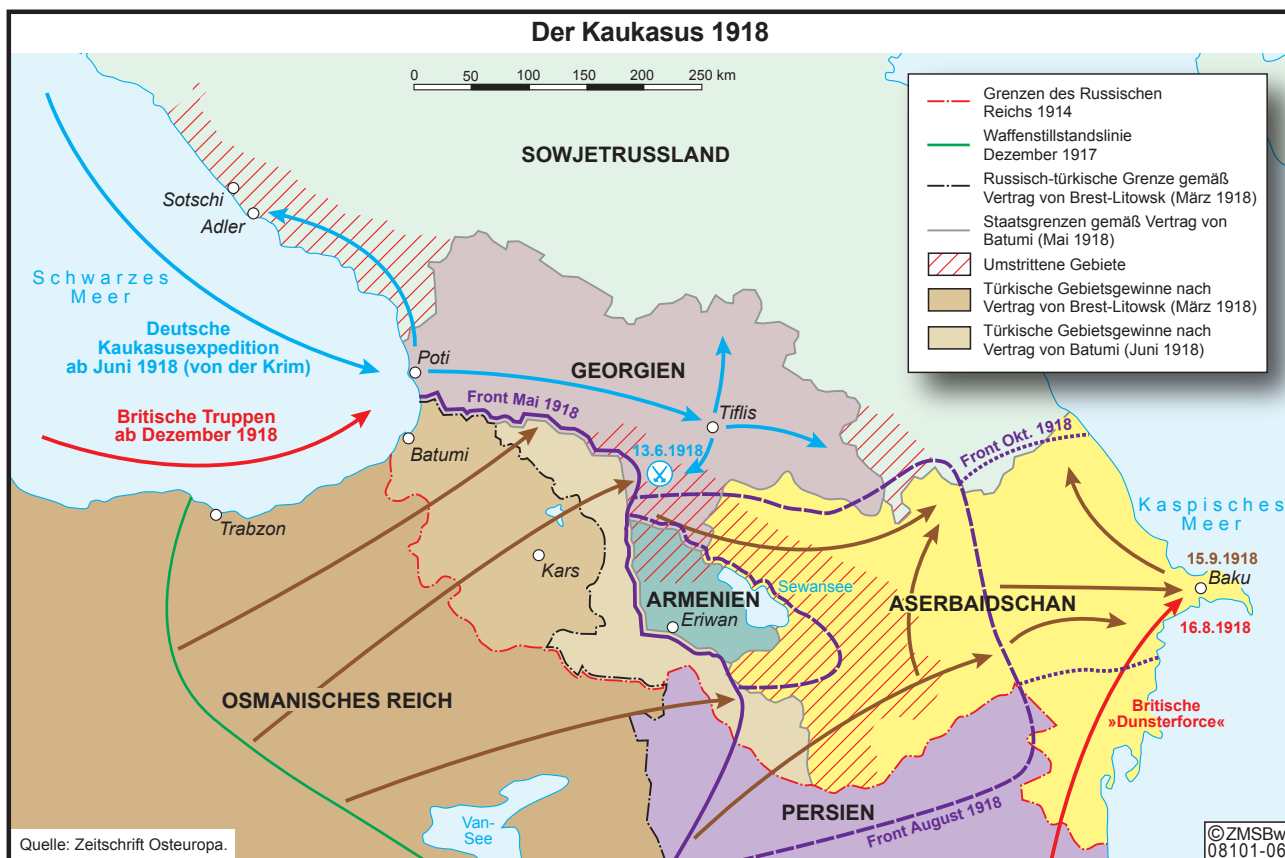 Der Kaukasus 1918
0 50 100 150 200 250 km
Grenzen des Russischen
Reichs 1914
Waffenstillstandslinie
Dezember 1917
Russisch-türkische Grenze gemäß
Vertrag von Brest-Litowsk (März 1918)
Staatsgrenzen gemäß Vertrag von
Batumi (Mai 1918)
Umstrittene Gebiete
Türkische Gebietsgewinne nach
Vertrag von Brest-Litowsk (März 1918)
Türkische Gebietsgewinne nach
Vertrag von Batumi (Juni 1918)
SOWJETRUSSLAND
Sotschi
Adler
Schwarzes
Meer
Deutsche
Kaukasusexpedition
ab Juni 1918 (von der Krim)
Poti
GEORGIEN
Front Mai 1918
Tiflis
Britische Truppen
ab Dezember 1918
Batumi
13.6.1918
Front Okt. 1918
Kaspisches
Meer
Trabzon
Kars
15.9.1918
Baku
Sewansee
ARMENIEN
ASERBAIDSCHAN
Eriwan
16.8.1918
OSMANISCHES REICH
Britische
»Dunsterforce«
PERSIEN
Front August 1918
Van-
See
Quelle: Zeitschrift Osteuropa.
©ZMSBw
08101-06